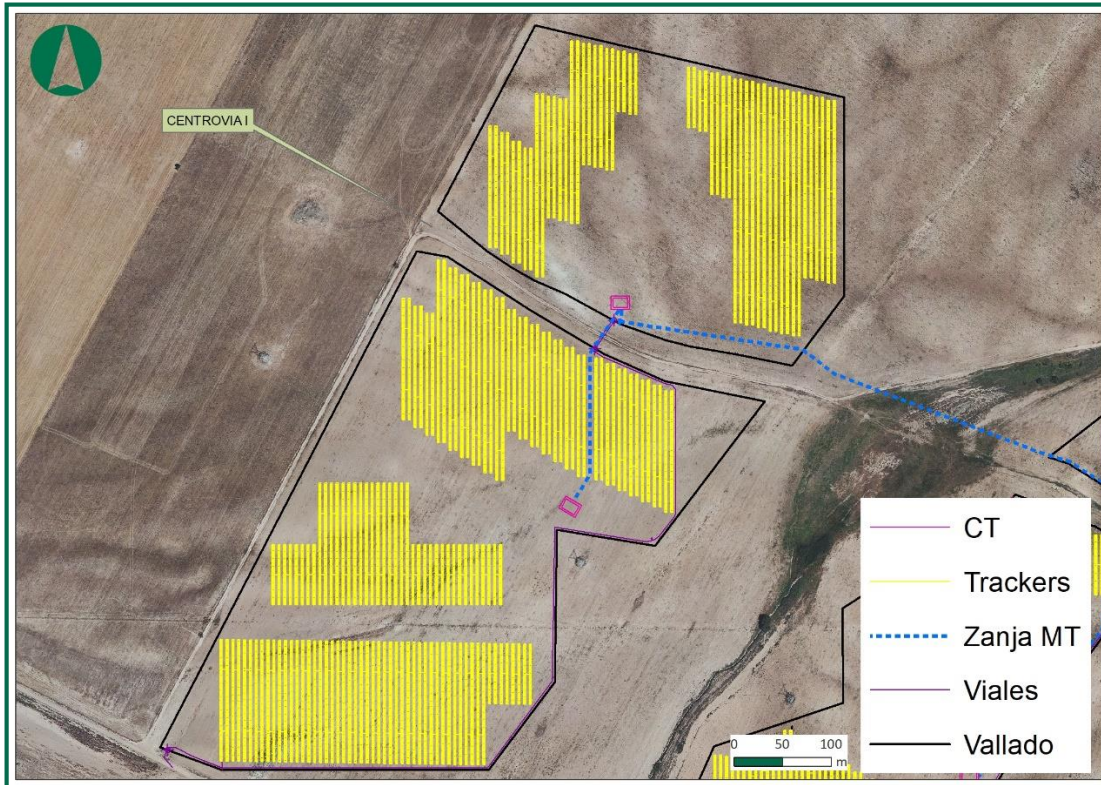 CENTROVIA I
CT
Trackers
Zanja MT
Viales
Vallado
0 50 100
m